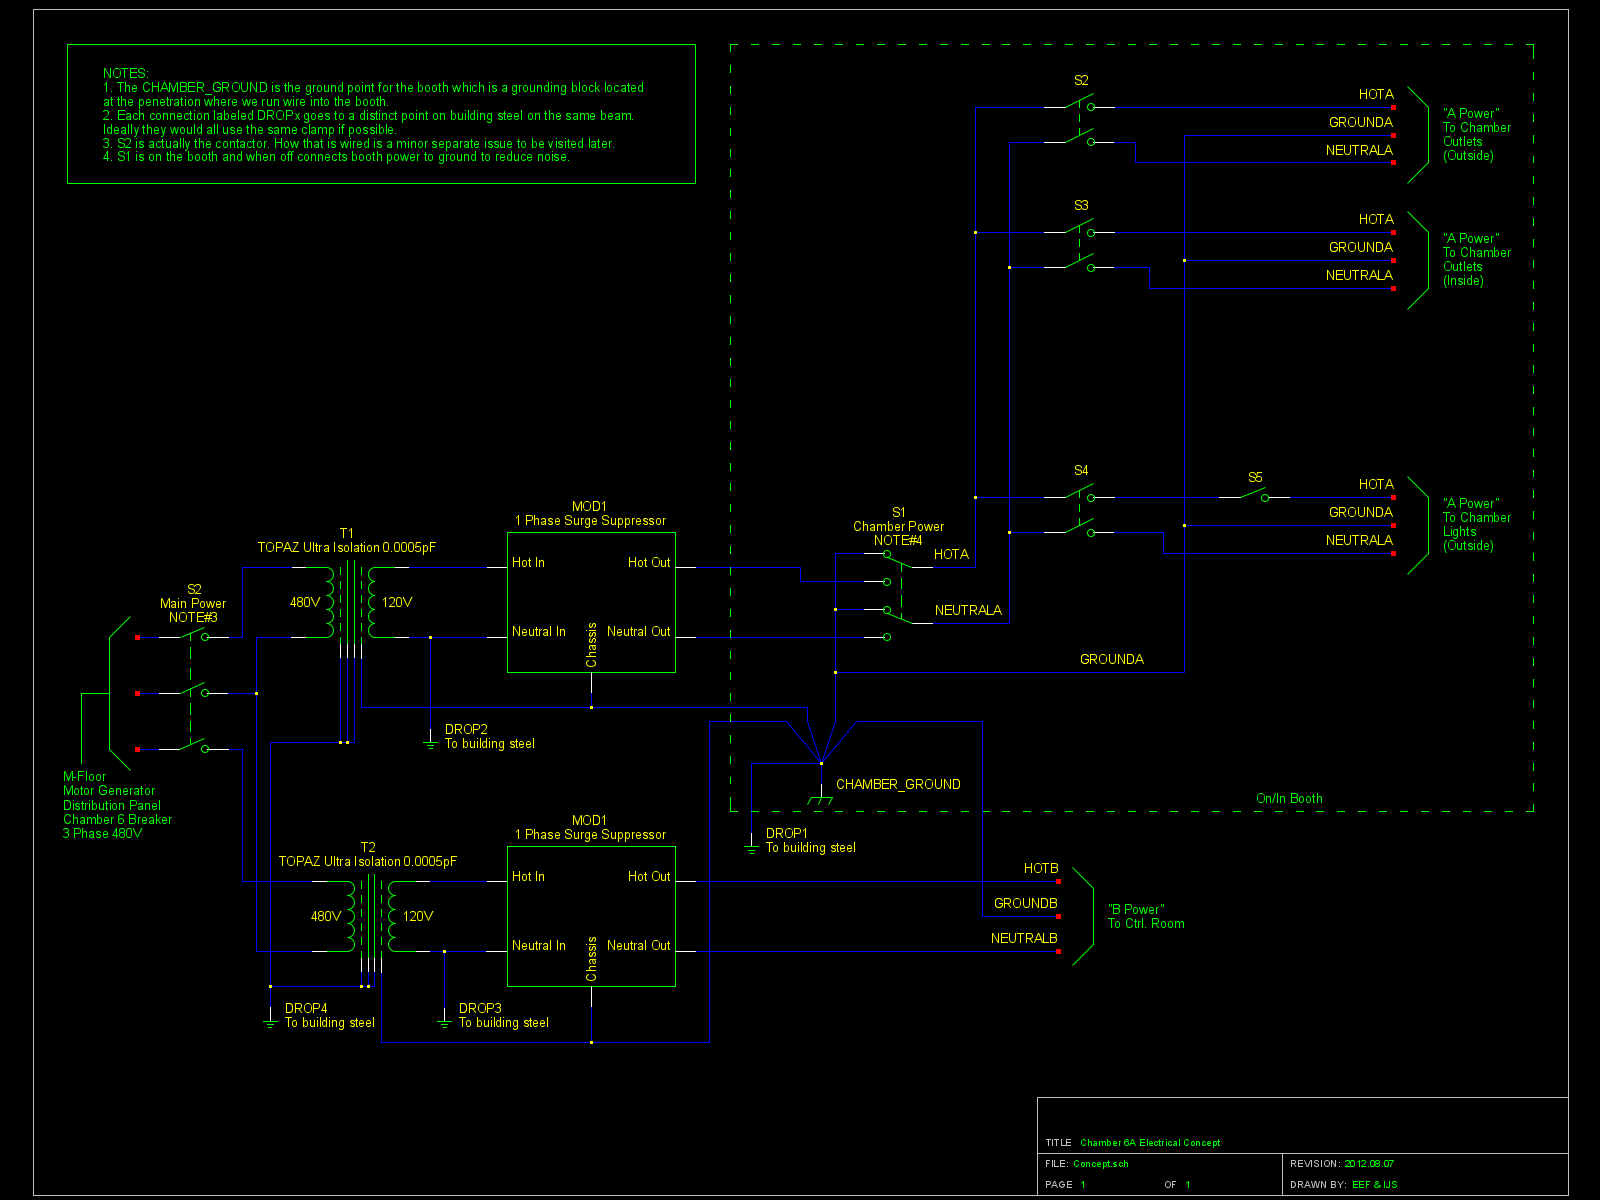 NOTES:
1. The CHAMBER_GROUND is the ground point for the booth which is a grounding block located
at the penetration where we run wire into the booth.
2. Each connection labeled DROPx goes to a distinct point on building steel on the same beam.
Ideally they would all use the same clamp if possible.
3. S2 is actually the contactor. How that is wired is a minor separate issue to be visited later.
4. S1 is on the booth and when off connects booth power to ground to reduce noise.
S2
HOTA
GROUNDA
NEUTRALA
"A Power"
To Chamber
Outlets
(Outside)
S3
HOTA
GROUNDA
NEUTRALA
"A Power"
To Chamber
Outlets
(Inside)
S4
S5
HOTA
GROUNDA
NEUTRALA
"A Power"
To Chamber
Lights
(Outside)
S1
Chamber Power
NOTE#4
HOTA
NEUTRALA
GROUNDA
MOD1
1 Phase Surge Suppressor
Hot In
Hot Out
Neutral In
Neutral Out
Chassis
T1
TOPAZ Ultra Isolation 0.0005pF
480V
120V
S2
Main Power
NOTE#3
M-Floor
Motor Generator
Distribution Panel
Chamber 6 Breaker
3 Phase 480V
DROP2
To building steel
CHAMBER_GROUND
On/In Booth
DROP1
To building steel
MOD1
1 Phase Surge Suppressor
Hot In
Hot Out
Neutral In
Neutral Out
Chassis
T2
TOPAZ Ultra Isolation 0.0005pF
480V
120V
HOTB
GROUNDB
NEUTRALB
"B Power"
To Ctrl. Room
DROP4
To building steel
DROP3
To building steel
TITLE Chamber 6A Electrical Concept
FILE: Concept.sch
REVISION: 2012.08.07
PAGE 1 OF 1
DRAWN BY: EEF & IJS